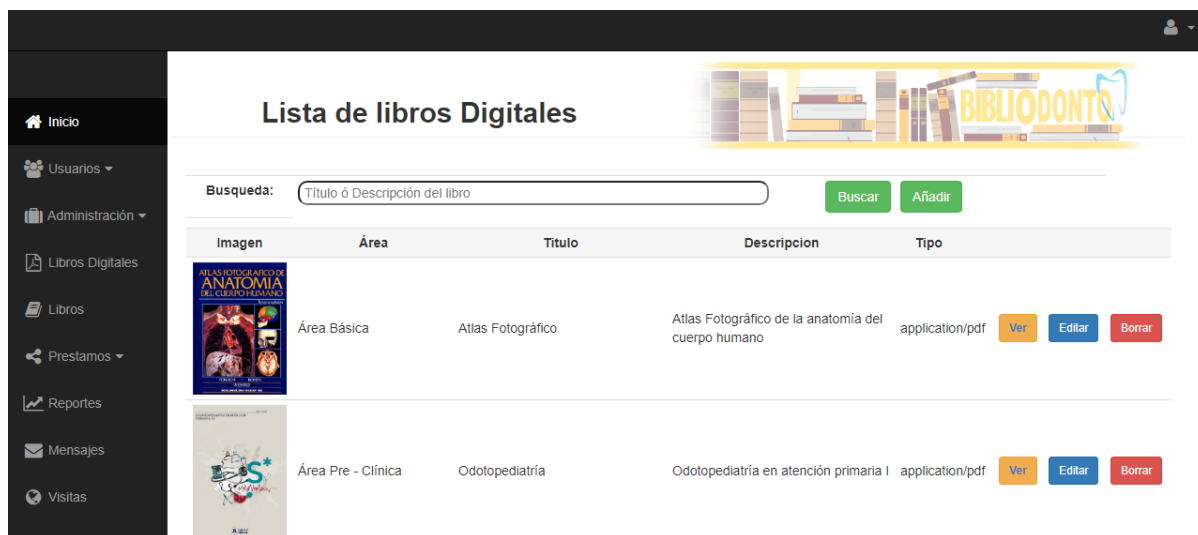 Lista de libros Digitales
BIBLIODONTO
Inicio
Usuarios
Administración
Libros Digitales
Libros
Prestamos
Reportes
Mensajes
Visitas
Busqueda:
Título ó Descripción del libro
Buscar
Añadir
Imagen Área Titulo Descripcion Tipo
ATLAS FOTOGRAFICO DE
ANATOMIA
DEL CUERPO HUMANO
Área Básica
Atlas Fotográfico
Atlas Fotográfico de la anatomía del
cuerpo humano
application/pdf
Ver
Editar
Borrar
Área Pre - Clínica
Odotopediatría
Odotopediatría en atención primaria I
application/pdf
Ver
Editar
Borrar